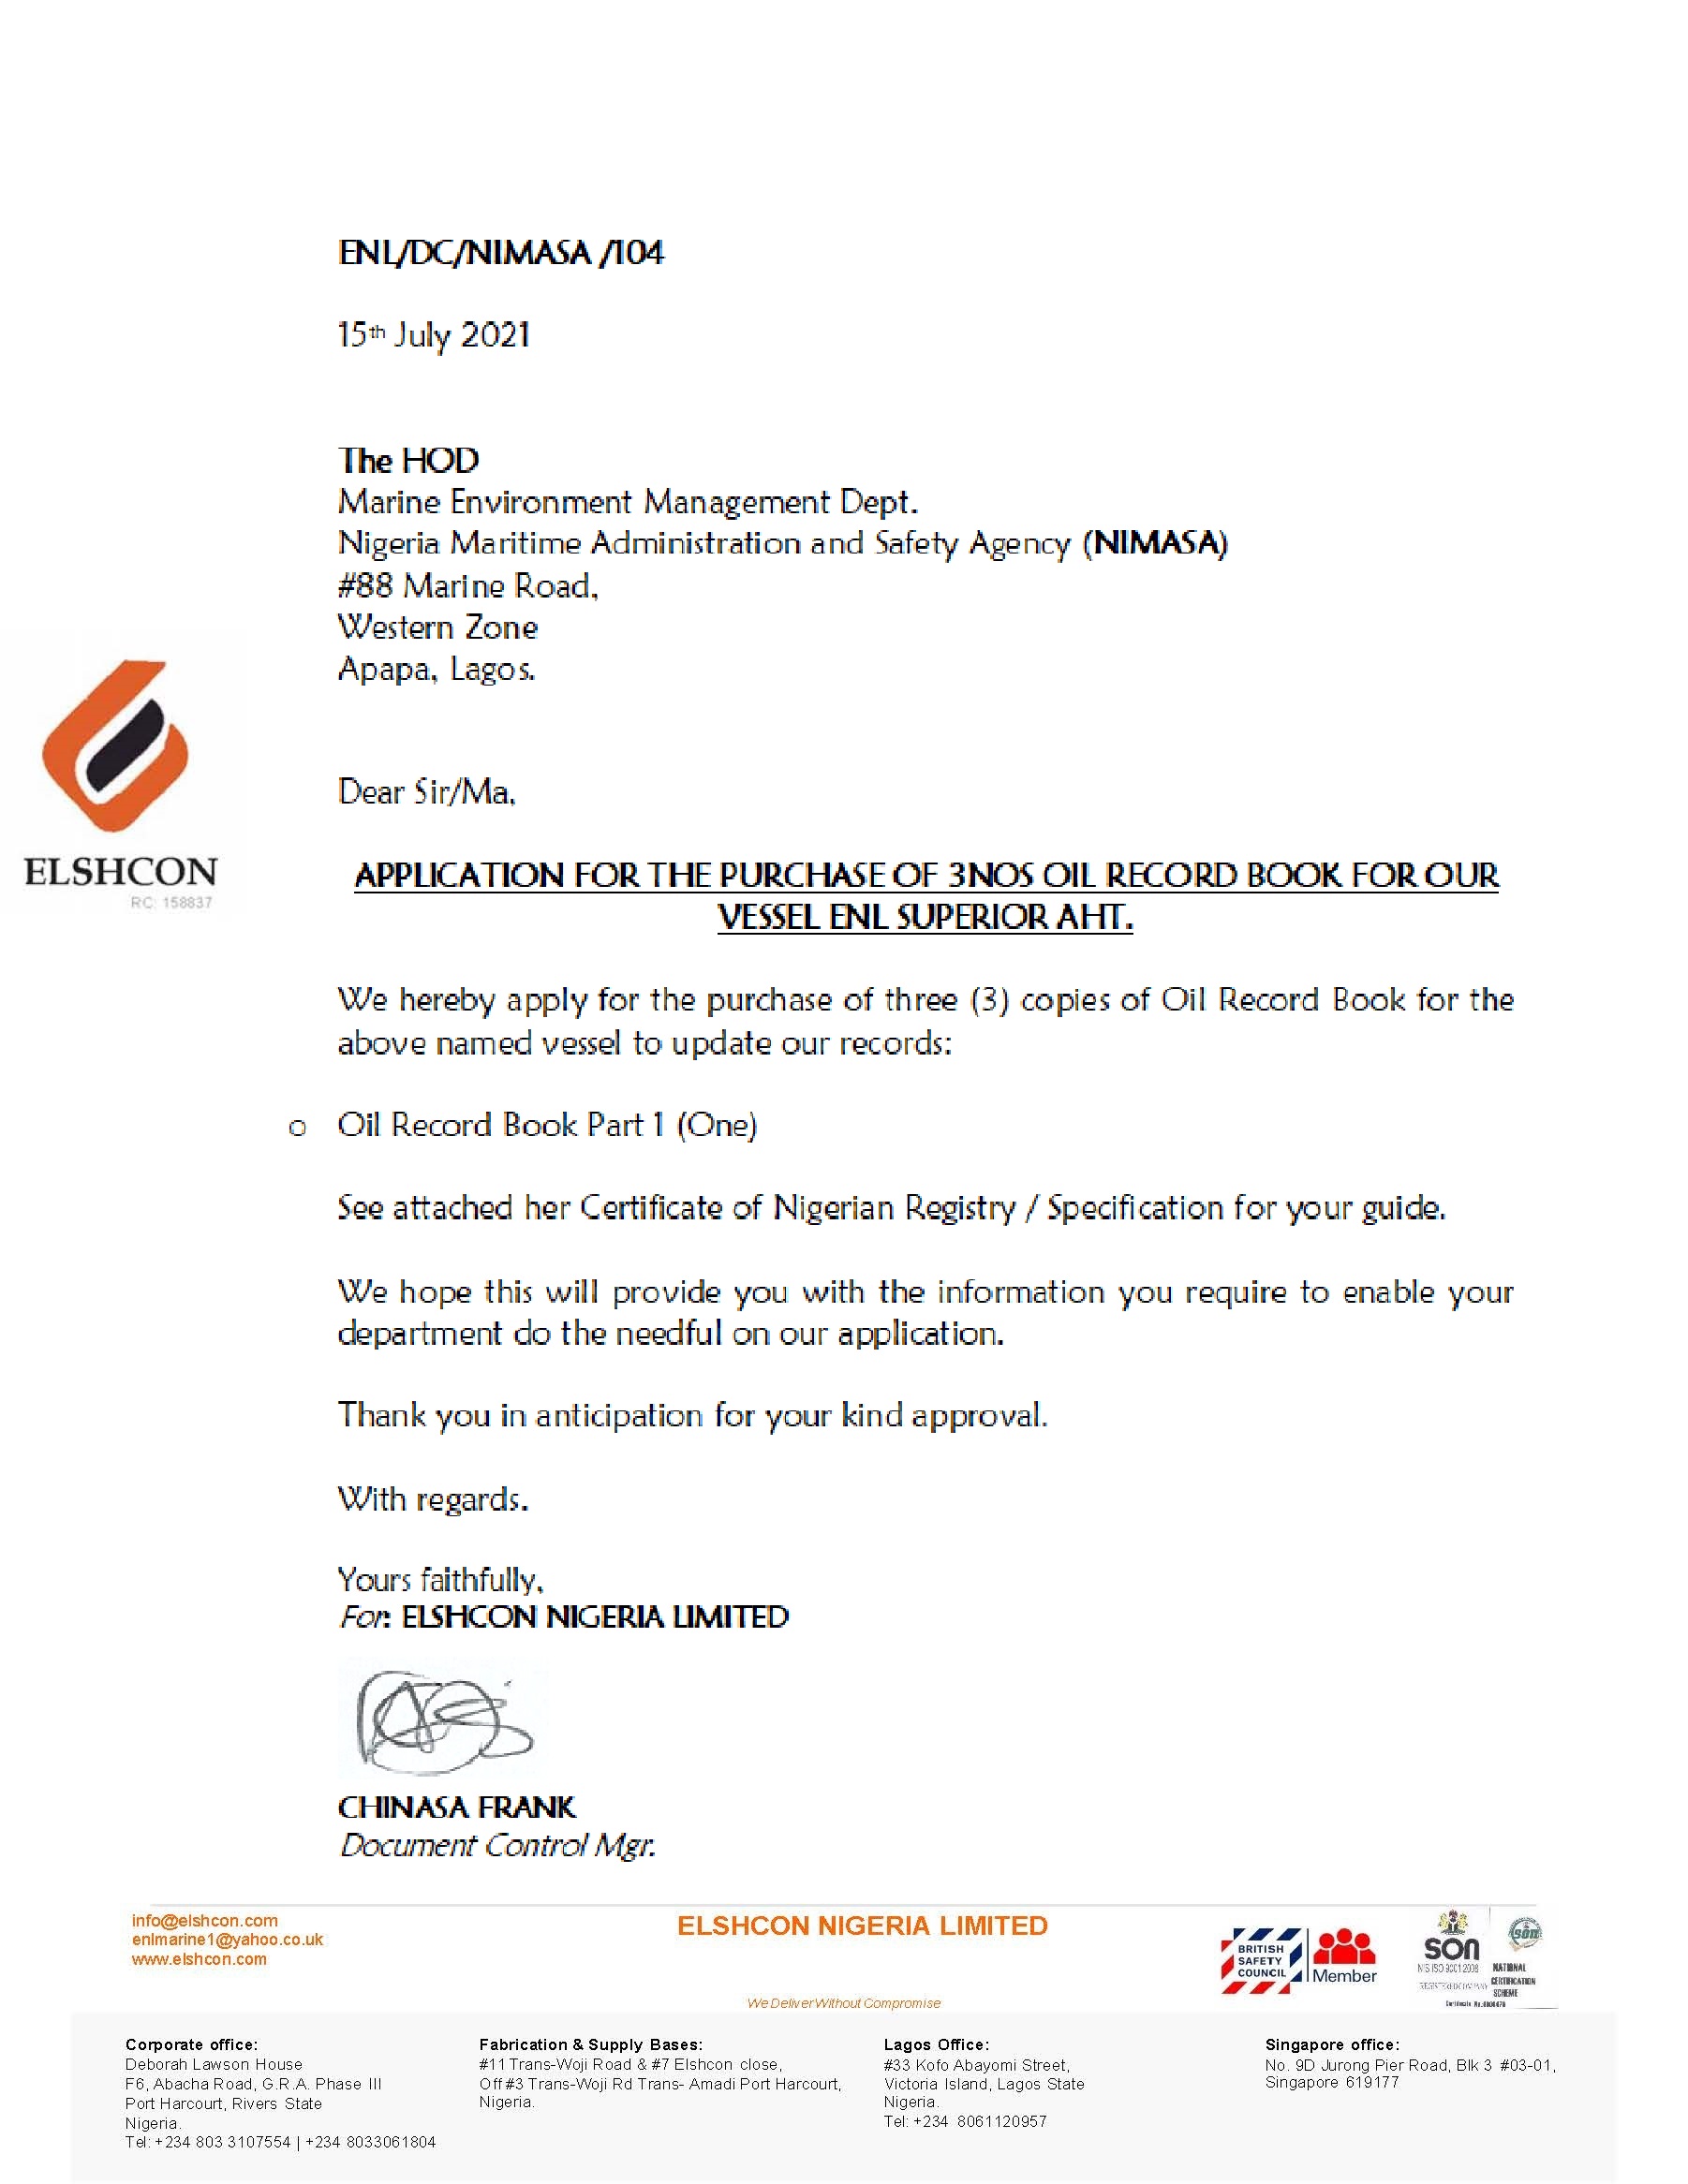 ENL/DC/NIMASA /104
15th July 2021
The HOD
Marine Environment Management Dept.
Nigeria Maritime Administration and Safety Agency (NIMASA)
#88 Marine Road,
Western Zone
Apapa, Lagos.
ELSHCON
RC: 158837
Dear Sir/Ma,
APPLICATION FOR THE PURCHASE OF 3NOS OIL RECORD BOOK FOR OUR
VESSEL ENL SUPERIOR AHT.
We hereby apply for the purchase of three (3) copies of Oil Record Book for the
above named vessel to update our records:
o Oil Record Book Part 1 (One)
See attached her Certificate of Nigerian Registry / Specification for your guide.
We hope this will provide you with the information you require to enable your
department do the needful on our application.
Thank you in anticipation for your kind approval.
With regards.
Yours faithfully,
For: ELSHCON NIGERIA LIMITED
CHINASA FRANK
Document Control Mgr.
info@elshcon.com
enlmarine1@yahoo.co.uk
www.elshcon.com
ELSHCON NIGERIA LIMITED
We Deliver Without Compromise
BRITISH
SAFETY
COUNCIL
Member
SON
NIS ISO 9001:2008
REGISTERED COMPANY
SON
NATIONAL
CERTIFICATION
SCHEME
Corporate office:
Deborah Lawson House
F6, Abacha Road, G.R.A. Phase III
Port Harcourt, Rivers State
Nigeria.
Tel: +234 803 3107554 | +234 8033061804
Fabrication & Supply Bases:
#11 Trans-Woji Road & #7 Elshcon close,
Off #3 Trans-Woji Rd Trans- Amadi Port Harcourt,
Nigeria.
Lagos Office:
#33 Kofo Abayomi Street,
Victoria Island, Lagos State
Nigeria.
Tel: +234 8061120957
Singapore office:
No. 9D Jurong Pier Road, Blk 3 #03-01,
Singapore 619177